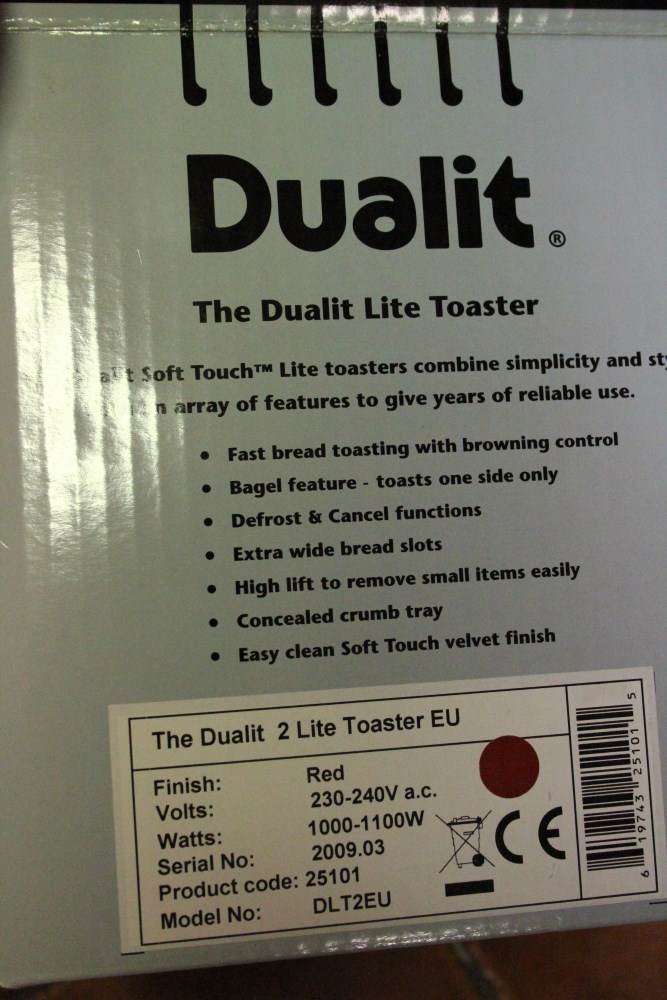 Dualit®
The Dualit Lite Toaster
Soft Touch™ Lite toasters combine simplicity and
array of features to give years of reliable use.
• Fast bread toasting with browning control
• Bagel feature - toasts one side only
• Defrost & Cancel functions
• Extra wide bread slots
• High lift to remove small items easily
• Concealed crumb tray
• Easy clean Soft Touch velvet finish
The Dualit 2 Lite Toaster EU
Finish: Red
Volts: 230-240V a.c.
Watts: 1000-1100W
Serial No: 2009.03
Product code: 25101
Model No: DLT2EU
CE
6 19743 25101 5